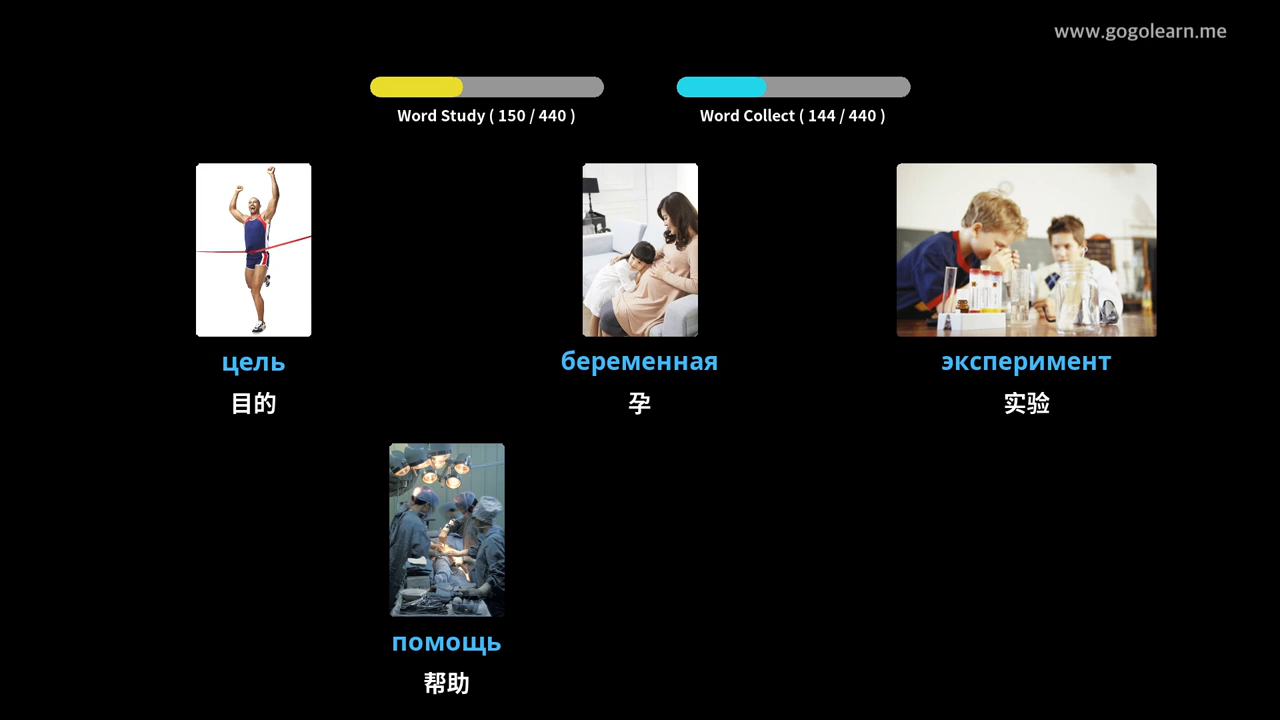 www.gogolearn.me
Word Study ( 150 / 440 )
Word Collect ( 144 / 440 )
цель
беременная
эксперимент
目的
孕
实验
помощь
帮助